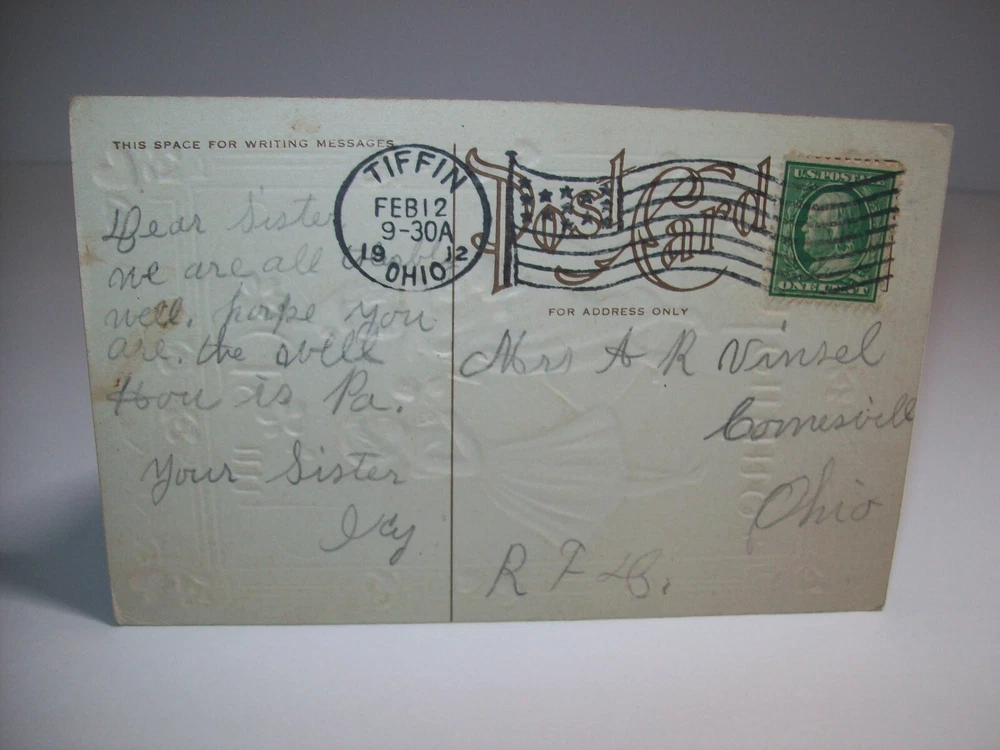 THIS SPACE FOR WRITING MESSAGES
Post Card
TIFFIN
FEB 12
9-30A
19 12
OHIO
U.S. POSTAGE
ONE CENT
FOR ADDRESS ONLY
Dear Sister
we are all
well. hope you
are. the well
How is Pa.
Your Sister
Mrs A R Vinsel
Ohio
R F D.